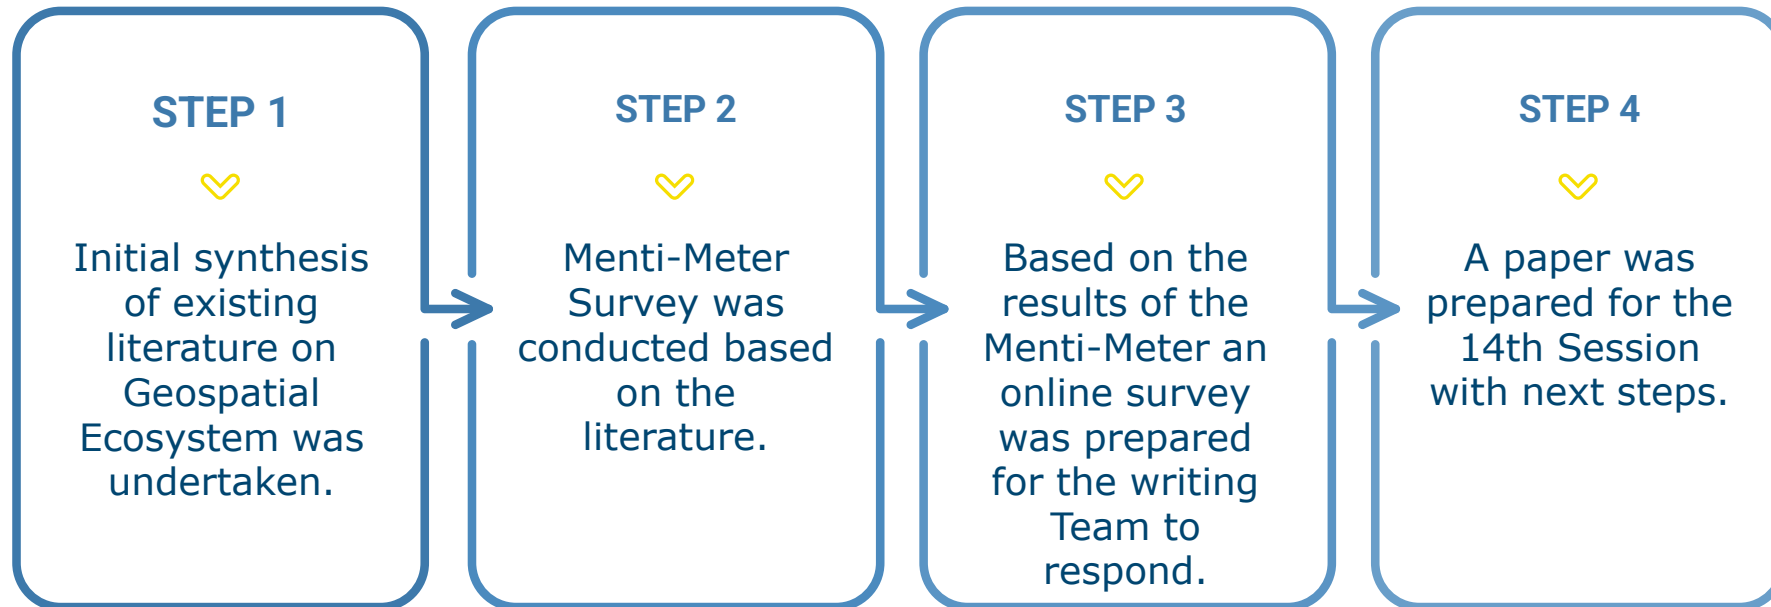 STEP 1
Initial synthesis
of existing
literature on
Geospatial
Ecosystem was
undertaken.
STEP 2
Menti-Meter
Survey was
conducted based
on the
literature.
STEP 3
Based on the
results of the
Menti-Meter an
online survey
was prepared
for the writing
Team to
respond.
STEP 4
A paper was
prepared for the
14th Session
with next steps.